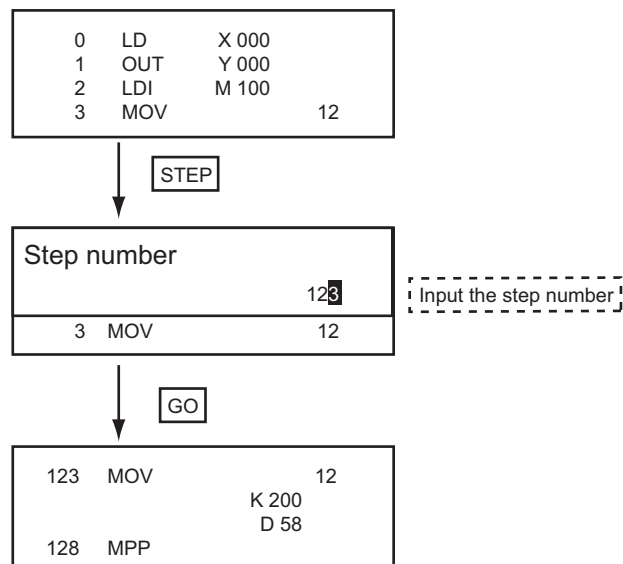 0 LD X 000
1 OUT Y 000
2 LDI M 100
3 MOV 12
STEP
Step number
123
Input the step number
3 MOV 12
GO
123 MOV 12
K 200
D 58
128 MPP